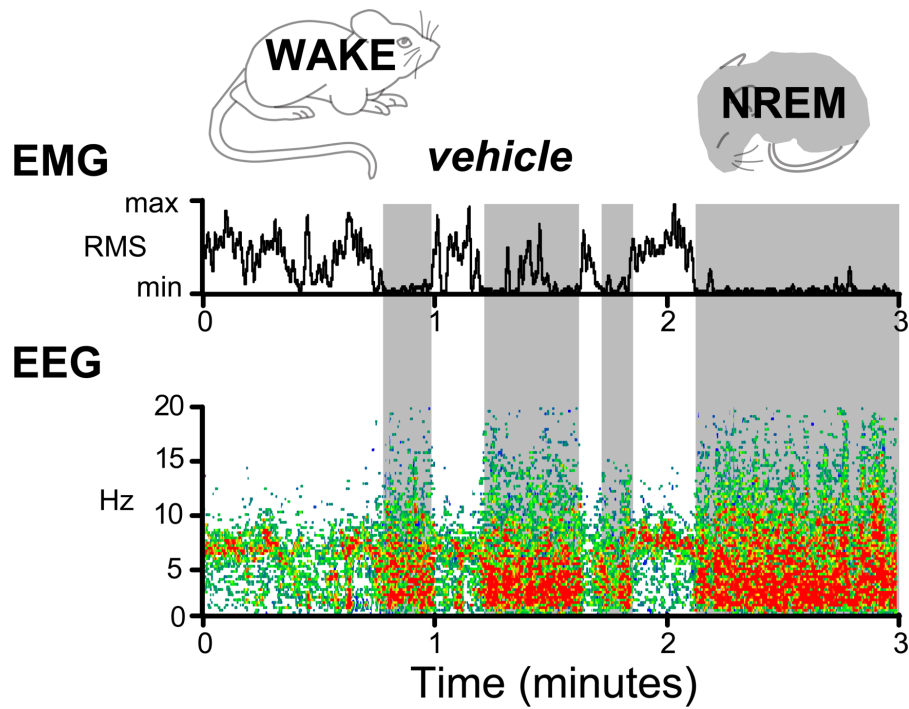 WAKE
NREM
vehicle
EMG
max
RMS
min
0 1 2 3
EEG
20
15
Hz
10
5
0
0 1 2 3
Time (minutes)